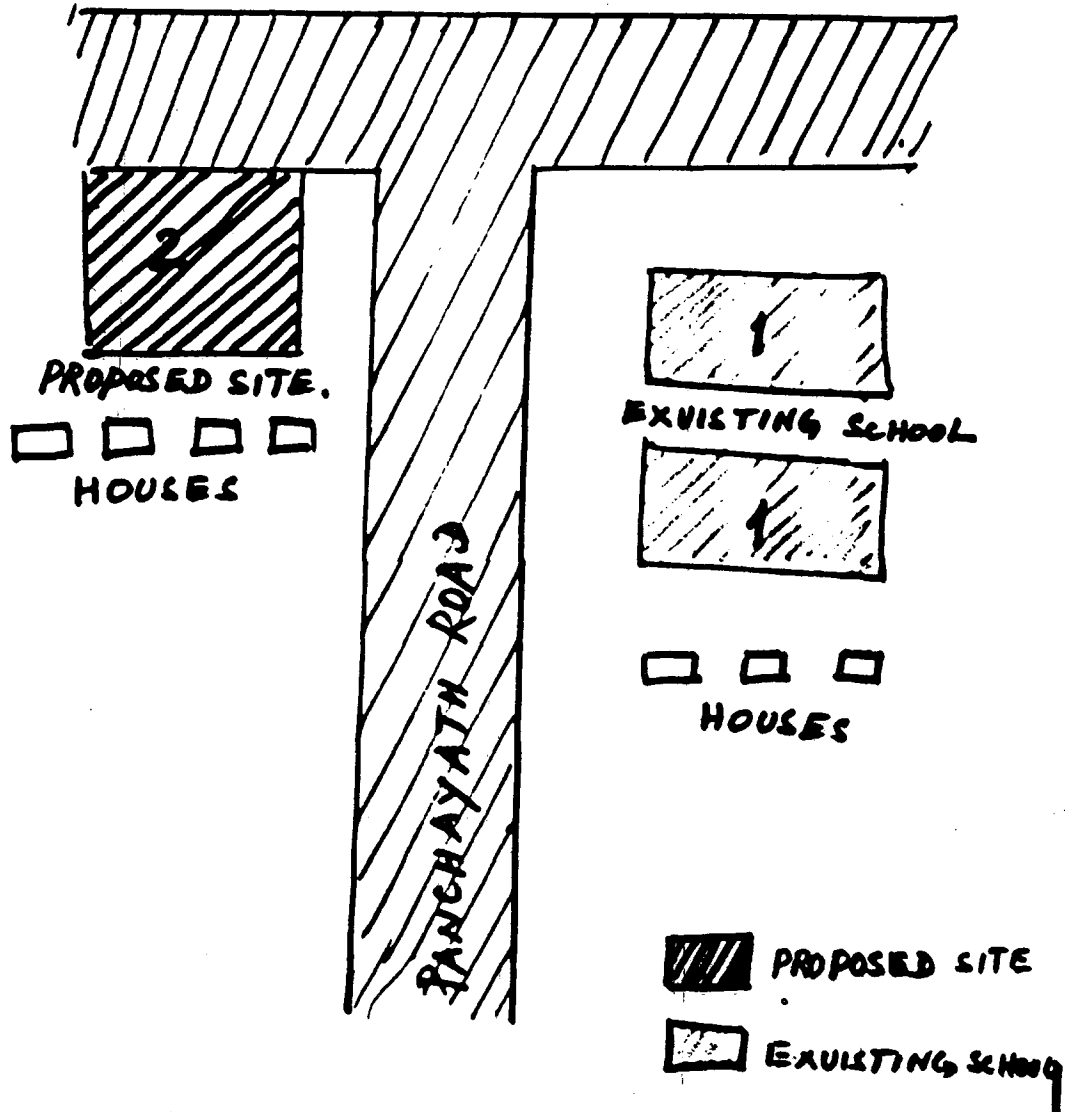 2
PROPOSED SITE.
HOUSES
1
EXUISTING SCHOOL
1
HOUSES
PANCHAYATH ROAD
PROPOSED SITE
EXUISTING SCHOOL